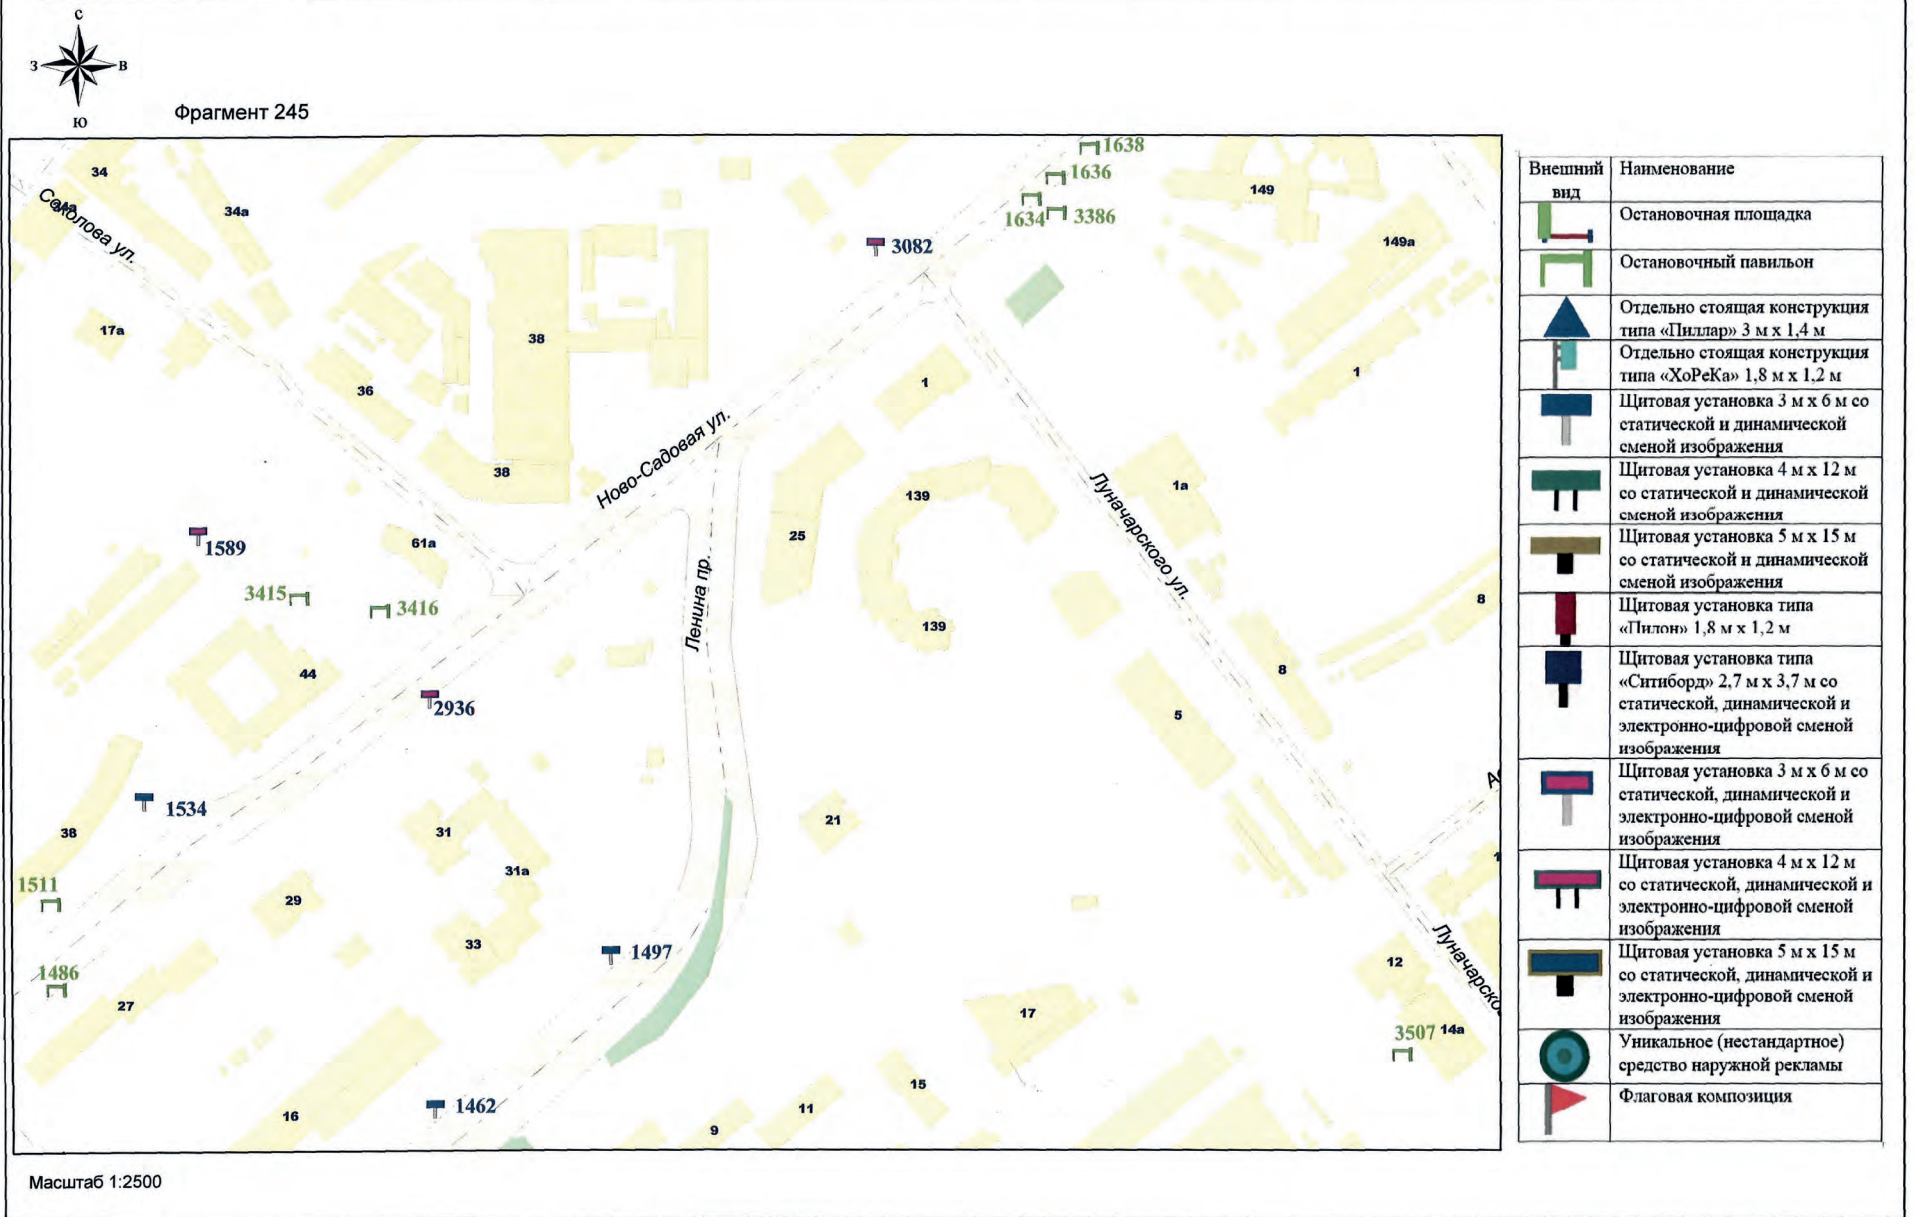 с
з
в
ю
Фрагмент 245
34
34а
Соколова ул.
17а
36
38
38
61а
1589
3415
3416
44
2936
1534
38
1511
29
1486
27
16
31
31а
33
1497
1462
Ново-Садовая ул.
Ленина пр.
3082
1638
1636
1634
3386
149
149а
1
1
1а
139
139
25
Луначарского ул.
8
8
5
21
17
15
11
9
12
14а
3507
Луначарско
Масштаб 1:2500
Внешний
вид
Наименование
Остановочная площадка
Остановочный павильон
Отдельно стоящая конструкция
типа «Пиллар» 3 м х 1,4 м
Отдельно стоящая конструкция
типа «ХоРеКа» 1,8 м х 1,2 м
Щитовая установка 3 м х 6 м со
статической и динамической
сменой изображения
Щитовая установка 4 м х 12 м
со статической и динамической
сменой изображения
Щитовая установка 5 м х 15 м
со статической и динамической
сменой изображения
Щитовая установка типа
«Пилон» 1,8 м х 1,2 м
Щитовая установка типа
«Ситиборд» 2,7 м х 3,7 м со
статической, динамической и
электронно-цифровой сменой
изображения
Щитовая установка 3 м х 6 м со
статической, динамической и
электронно-цифровой сменой
изображения
Щитовая установка 4 м х 12 м
со статической, динамической и
электронно-цифровой сменой
изображения
Щитовая установка 5 м х 15 м
со статической, динамической и
электронно-цифровой сменой
изображения
Уникальное (нестандартное)
средство наружной рекламы
Флаговая композиция